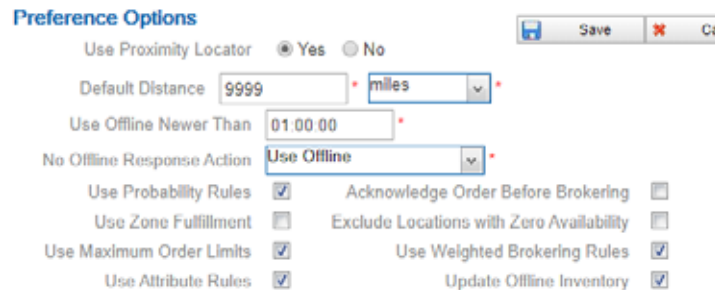 Preference Options
Save Ca
Use Proximity Locator Yes No
Default Distance 9999 * miles *
Use Offline Newer Than 01:00:00 *
No Offline Response Action Use Offline *
Use Probability Rules Acknowledge Order Before Brokering
Use Zone Fulfillment Exclude Locations with Zero Availability
Use Maximum Order Limits Use Weighted Brokering Rules
Use Attribute Rules Update Offline Inventory